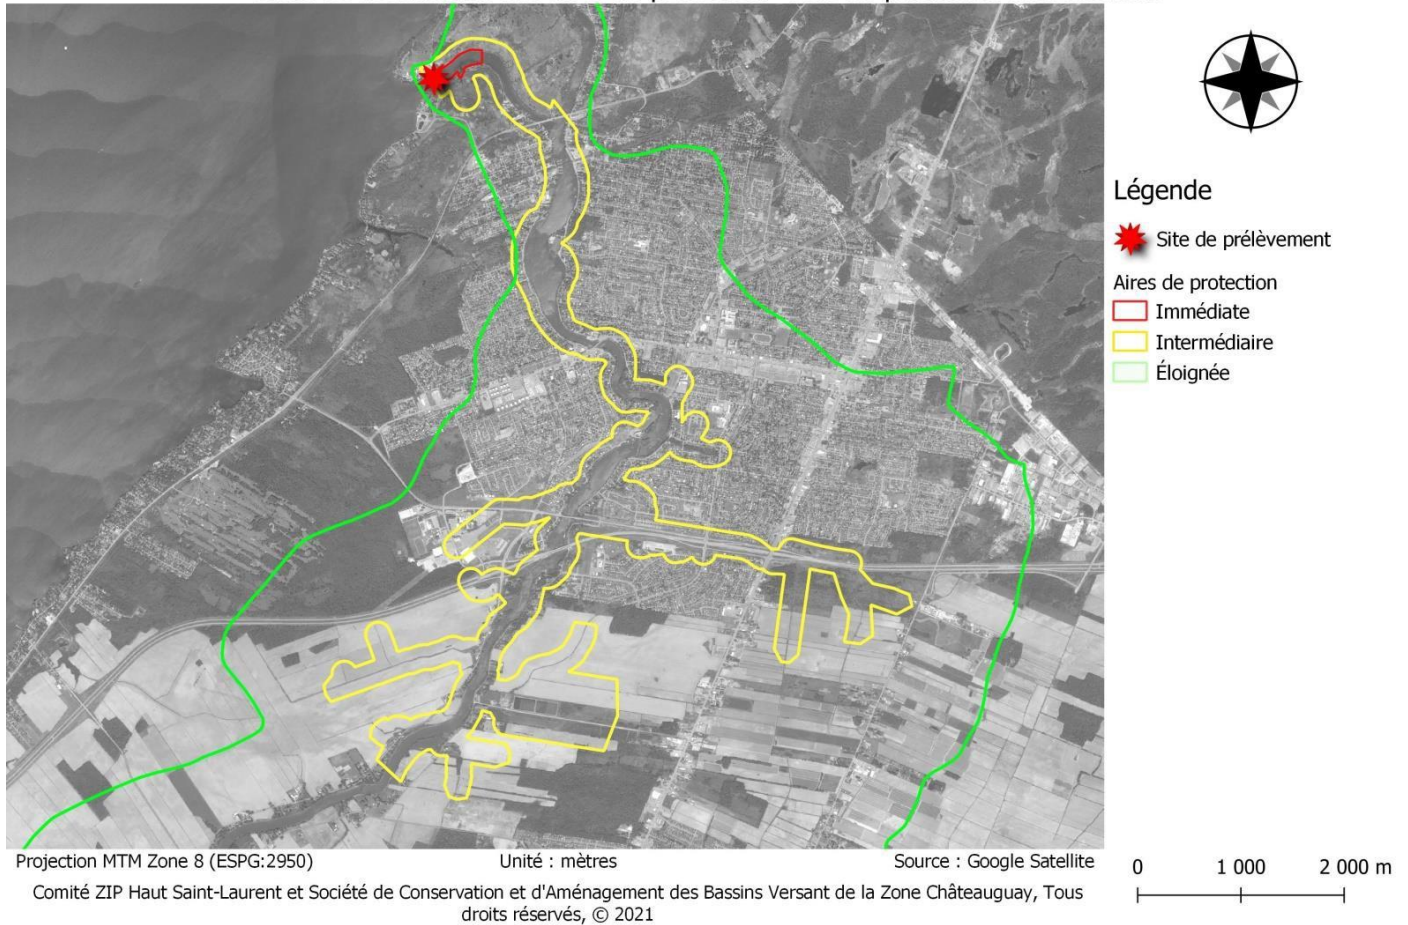 Légende
Site de prélèvement
Aires de protection
Immédiate
Intermédiaire
Éloignée
Projection MTM Zone 8 (ESPG:2950)
Unité : mètres
Source : Google Satellite
0 1 000 2 000 m
Comité ZIP Haut Saint-Laurent et Société de Conservation et d'Aménagement des Bassins Versant de la Zone Châteauguay, Tous
droits réservés, © 2021